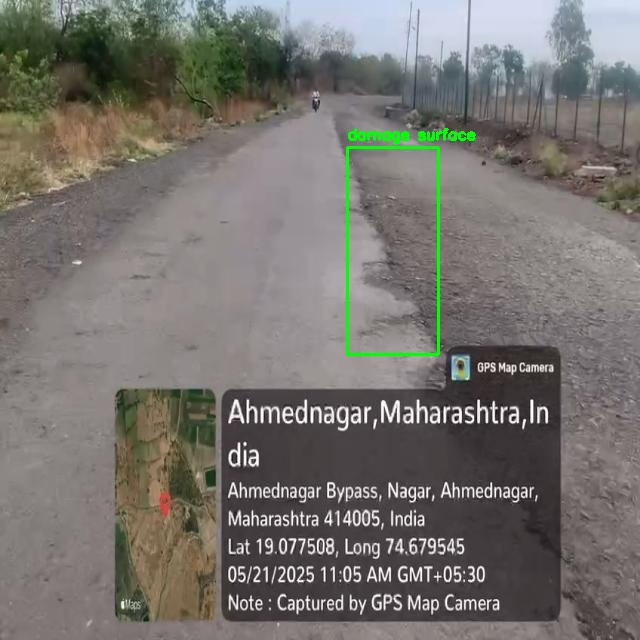 damage surface
GPS Map Camera
Ahmednagar,Maharashtra,In
dia
Ahmednagar Bypass, Nagar, Ahmednagar,
Maharashtra 414005, India
Lat 19.077508, Long 74.679545
05/21/2025 11:05 AM GMT+05:30
Note : Captured by GPS Map Camera
Maps